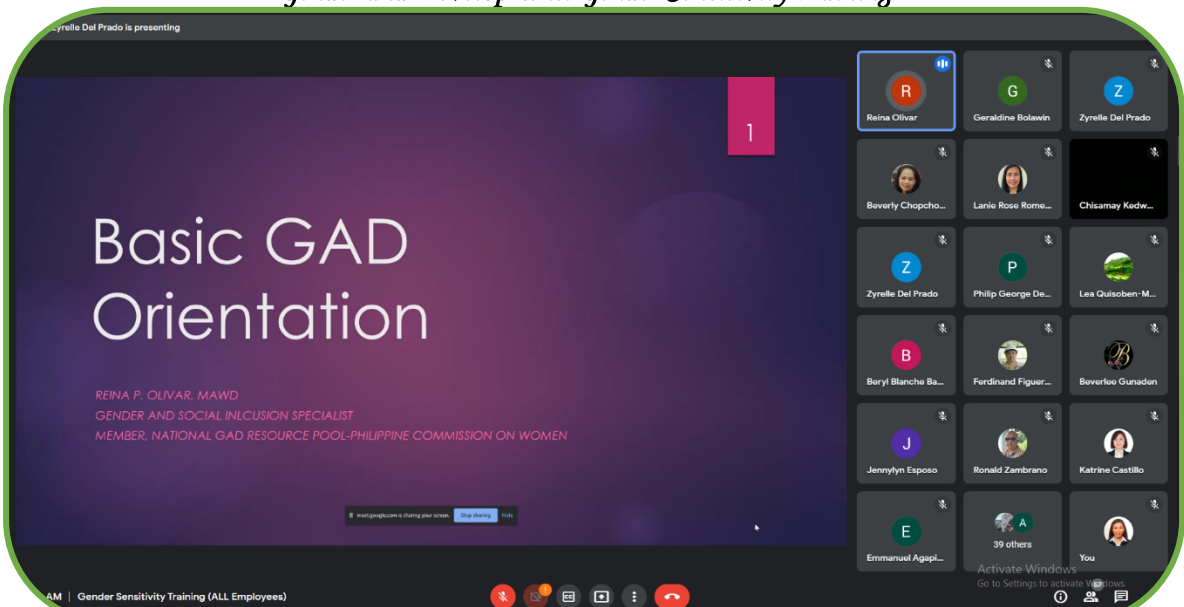 Zyrelle Del Prado is presenting
1
Basic GAD
Orientation
REINA P. OLIVAR, MAWD
GENDER AND SOCIAL INLCUSION SPECIALIST
MEMBER, NATIONAL GAD RESOURCE POOL-PHILIPPINE COMMISSION ON WOMEN
meet.google.com is sharing your screen. Stop sharing Hide
R
Reina Olivar
G
Geraldine Bolawin
Z
Zyrelle Del Prado
Beverly Chopcho...
Lanie Rose Rome...
Chisamay Kedw...
Z
Zyrelle Del Prado
P
Philip George De...
Lea Quisoben-M...
B
Beryl Blanche Ba...
Ferdinand Figuer...
B
Beverlee Gunaden
J
Jennylyn Esposo
Ronald Zambrano
Katrine Castillo
E
Emmanuel Agapi...
A
39 others
You
Activate Windows
Go to Settings to activate Windows.
AM | Gender Sensitivity Training (ALL Employees)